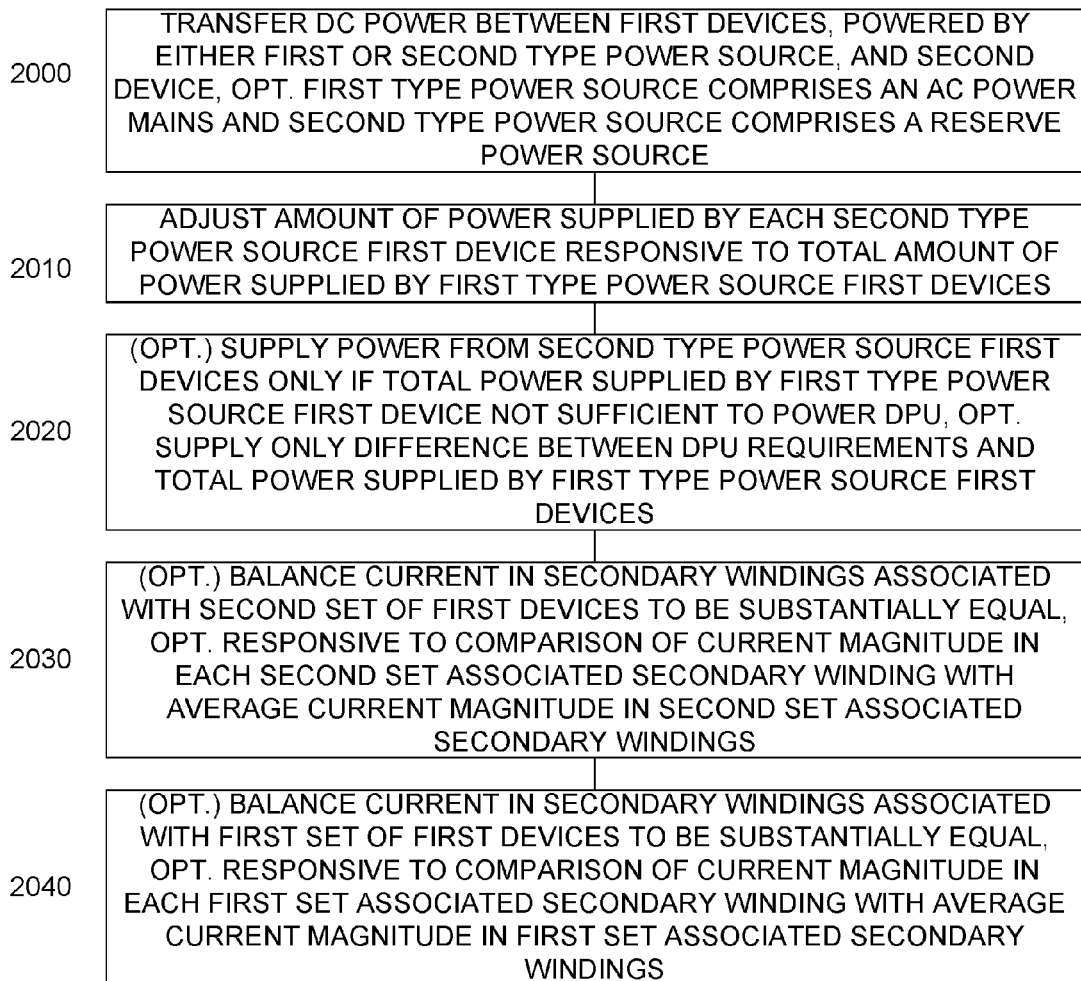 2000
TRANSFER DC POWER BETWEEN FIRST DEVICES, POWERED BY
EITHER FIRST OR SECOND TYPE POWER SOURCE, AND SECOND
DEVICE, OPT. FIRST TYPE POWER SOURCE COMPRISES AN AC POWER
MAINS AND SECOND TYPE POWER SOURCE COMPRISES A RESERVE
POWER SOURCE
2010
ADJUST AMOUNT OF POWER SUPPLIED BY EACH SECOND TYPE
POWER SOURCE FIRST DEVICE RESPONSIVE TO TOTAL AMOUNT OF
POWER SUPPLIED BY FIRST TYPE POWER SOURCE FIRST DEVICES
2020
(OPT.) SUPPLY POWER FROM SECOND TYPE POWER SOURCE FIRST
DEVICES ONLY IF TOTAL POWER SUPPLIED BY FIRST TYPE POWER
SOURCE FIRST DEVICE NOT SUFFICIENT TO POWER DPU, OPT.
SUPPLY ONLY DIFFERENCE BETWEEN DPU REQUIREMENTS AND
TOTAL POWER SUPPLIED BY FIRST TYPE POWER SOURCE FIRST
DEVICES
2030
(OPT.) BALANCE CURRENT IN SECONDARY WINDINGS ASSOCIATED
WITH SECOND SET OF FIRST DEVICES TO BE SUBSTANTIALLY EQUAL,
OPT. RESPONSIVE TO COMPARISON OF CURRENT MAGNITUDE IN
EACH SECOND SET ASSOCIATED SECONDARY WINDING WITH
AVERAGE CURRENT MAGNITUDE IN SECOND SET ASSOCIATED
SECONDARY WINDINGS
2040
(OPT.) BALANCE CURRENT IN SECONDARY WINDINGS ASSOCIATED
WITH FIRST SET OF FIRST DEVICES TO BE SUBSTANTIALLY EQUAL,
OPT. RESPONSIVE TO COMPARISON OF CURRENT MAGNITUDE IN
EACH FIRST SET ASSOCIATED SECONDARY WINDING WITH AVERAGE
CURRENT MAGNITUDE IN FIRST SET ASSOCIATED SECONDARY
WINDINGS